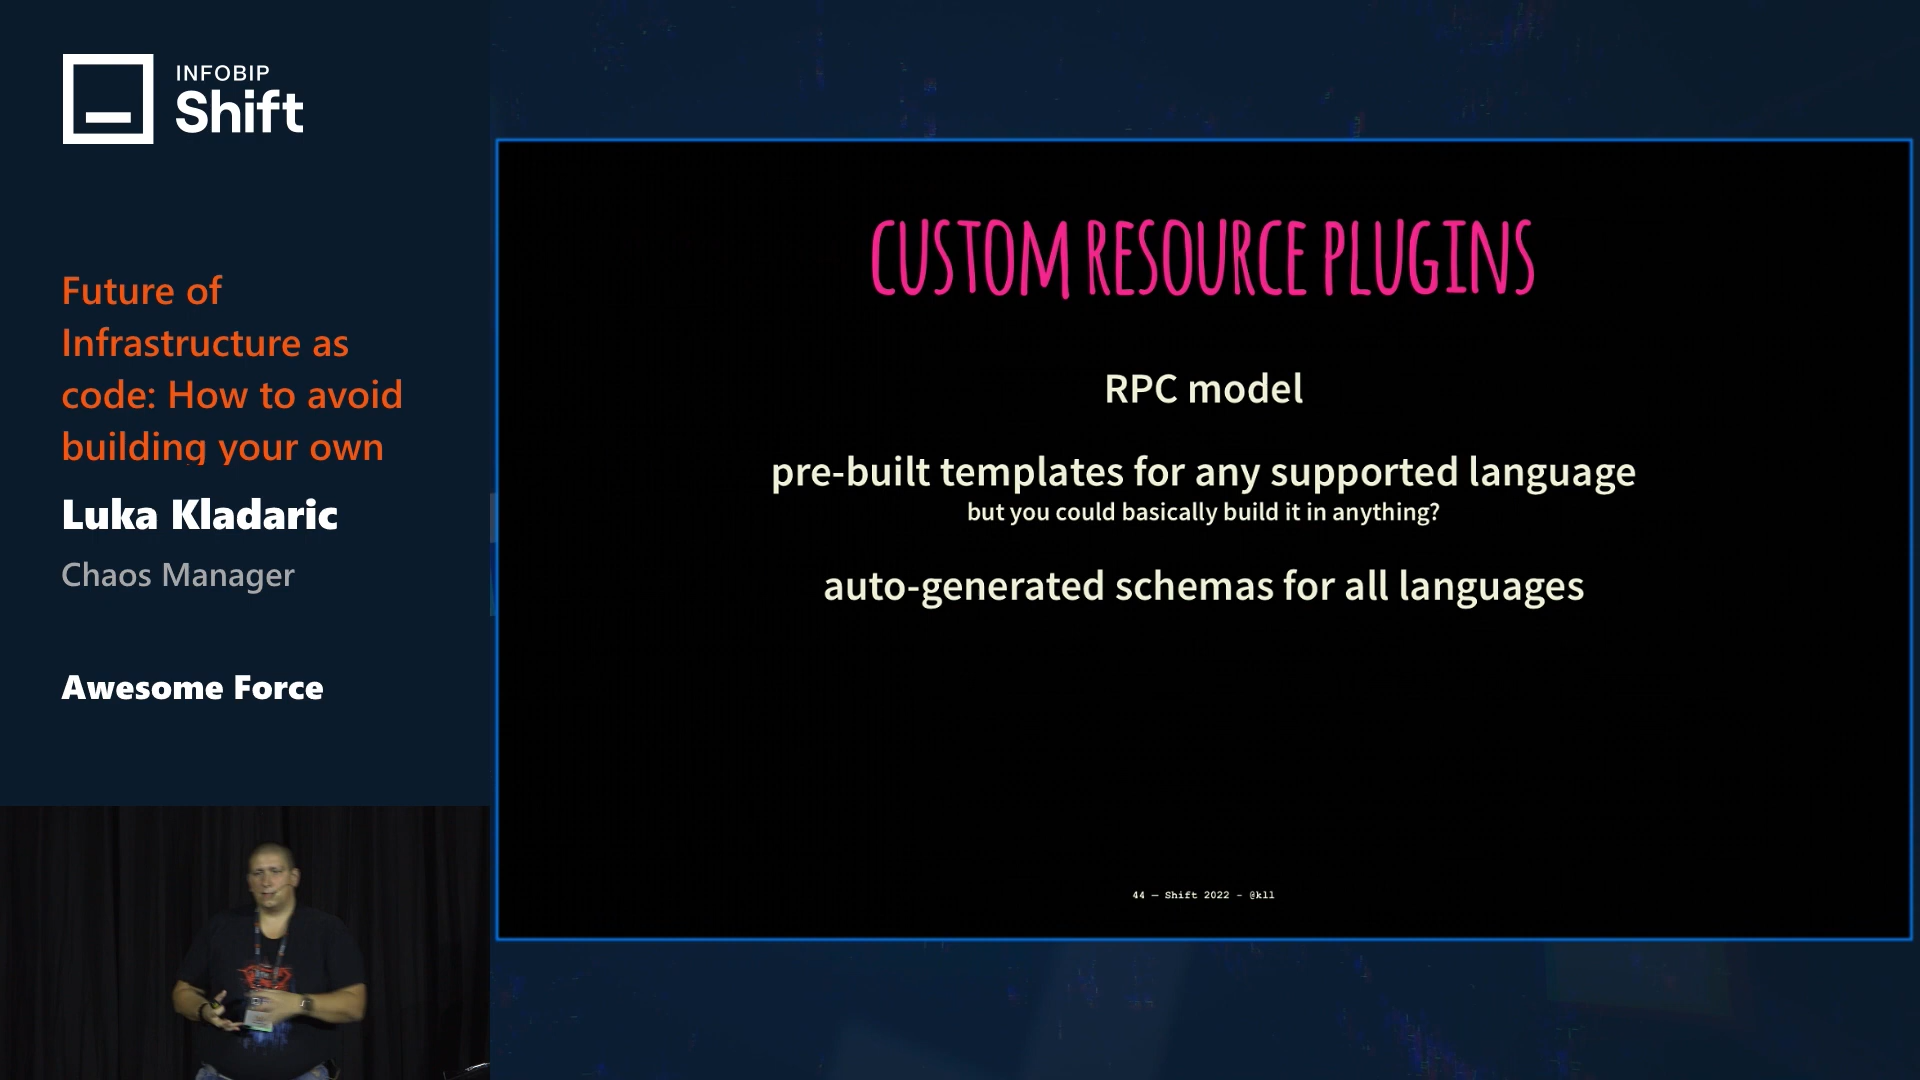 INFOBIP
Shift
Future of
Infrastructure as
code: How to avoid
building your own
Luka Kladaric
Chaos Manager
Awesome Force
CUSTOM RESOURCE PLUGINS
RPC model
pre-built templates for any supported language
but you could basically build it in anything?
auto-generated schemas for all languages
44 — Shift 2022 - @kll